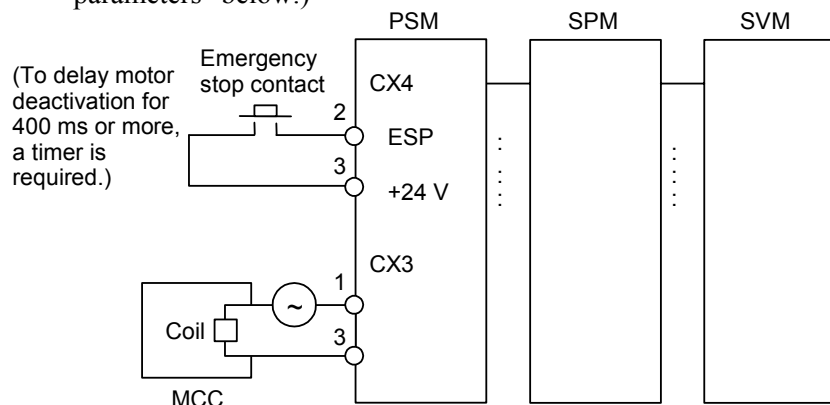 parameters" below.)
PSM
SPM
SVM
(To delay motor
deactivation for
400 ms or more,
a timer is
required.)
Emergency
stop contact
CX4
2
ESP
3
+24 V
CX3
1
~
Coil
3
MCC